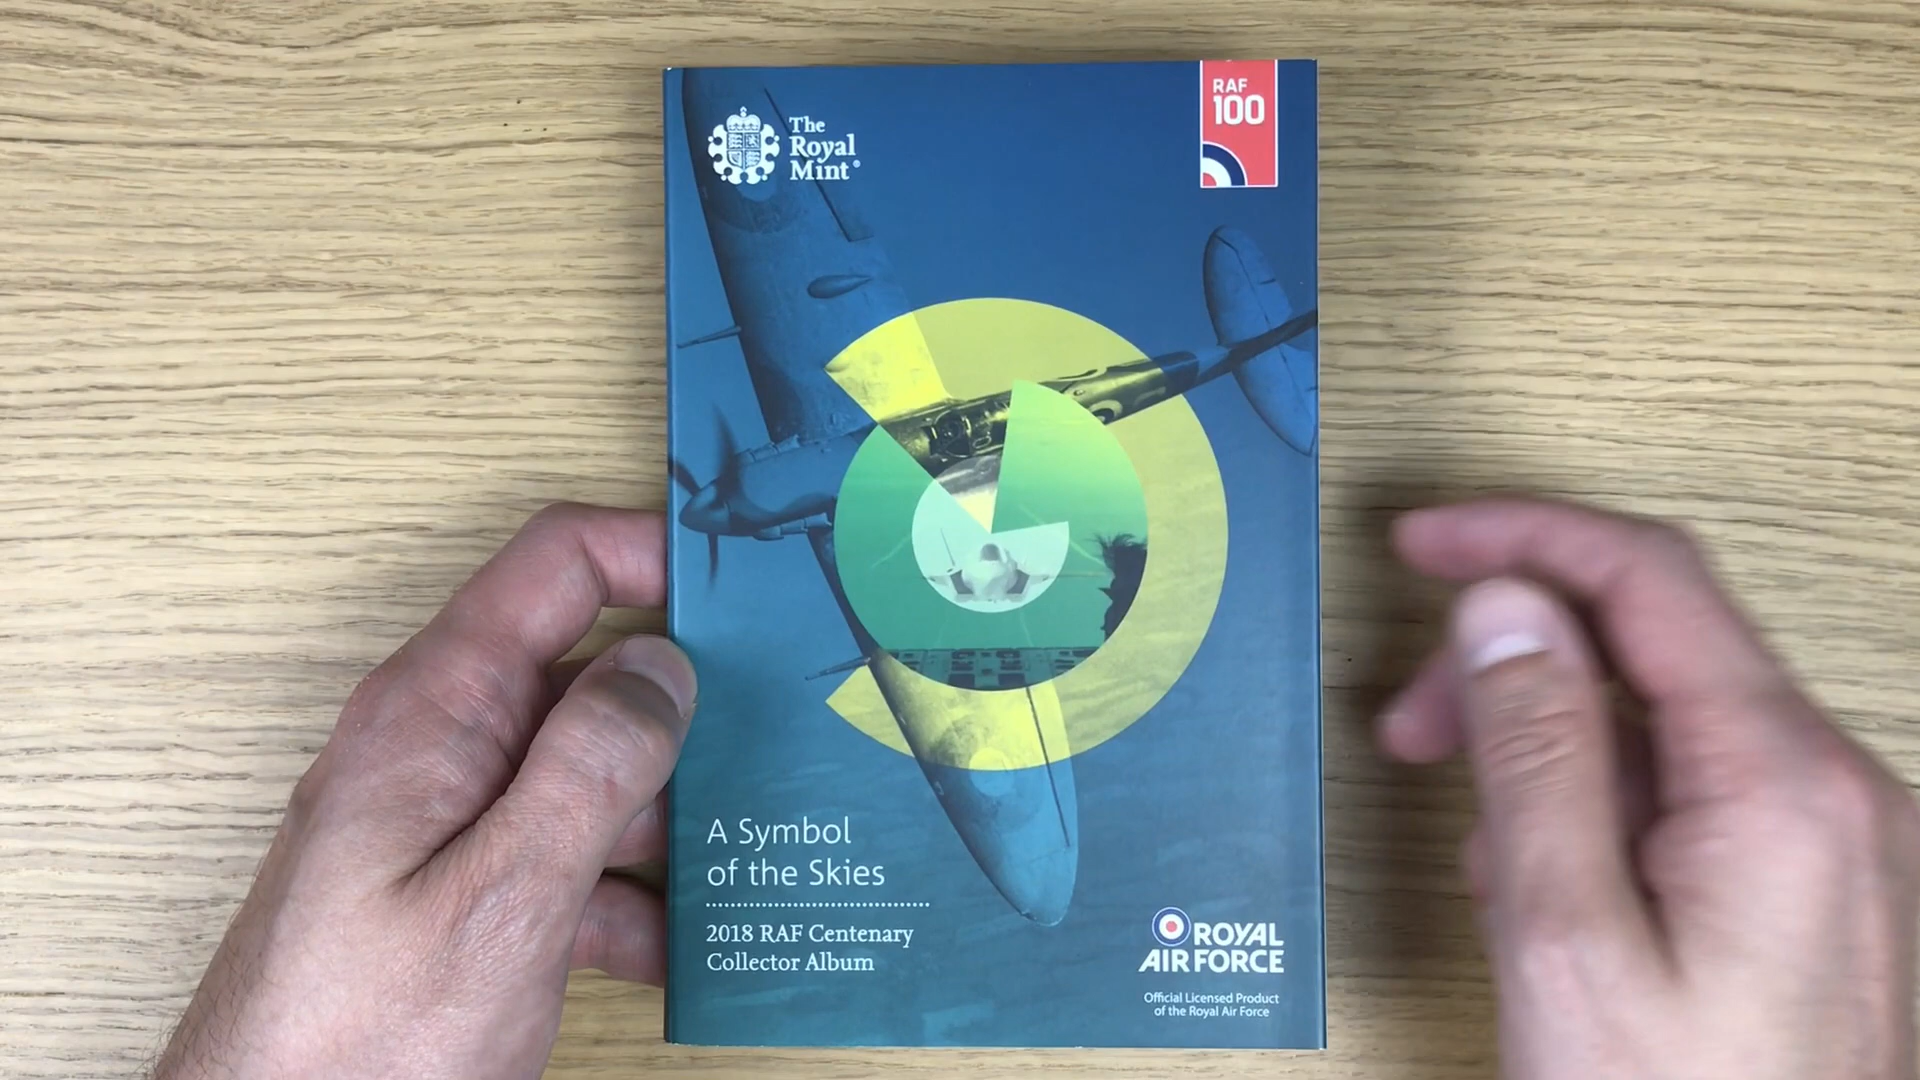 The
Royal
Mint®
RAF
100
A Symbol
of the Skies
2018 RAF Centenary
Collector Album
ROYAL
AIR FORCE
Official Licensed Product
of the Royal Air Force